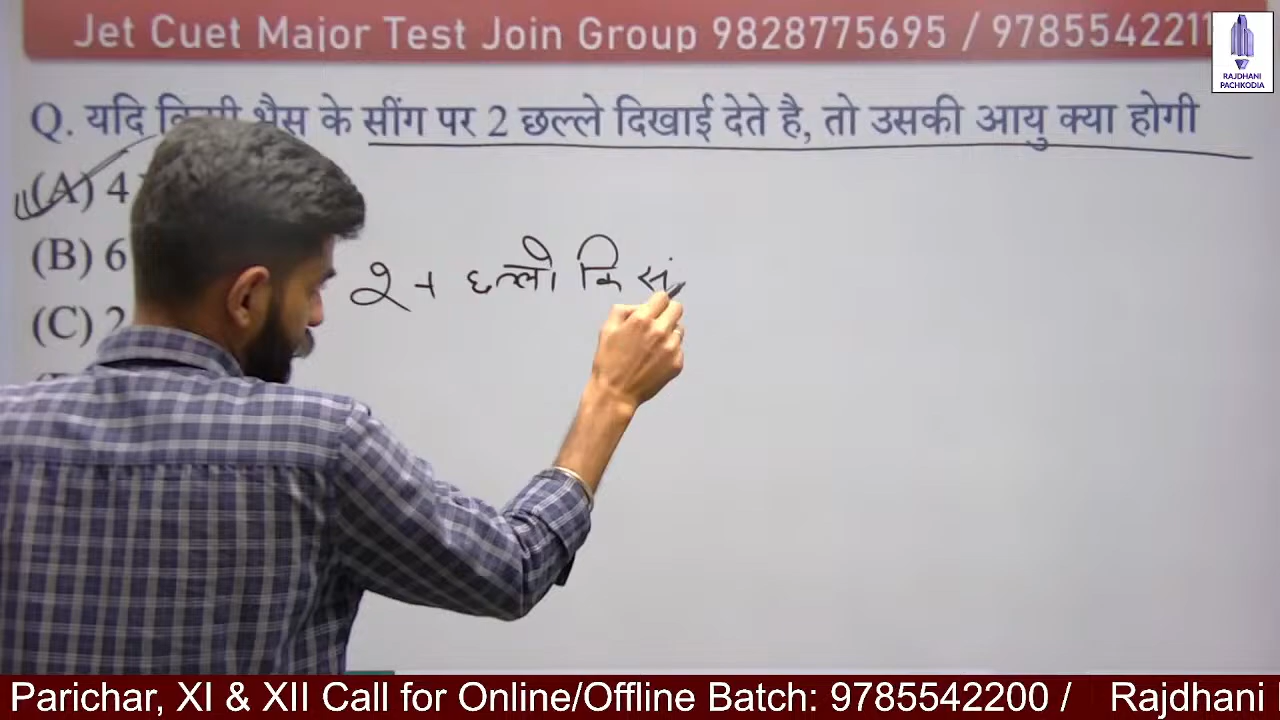 Jet Cuet Major Test Join Group 9828775695 / 9785542211
RAJDHANI
PACHKODIA
Q. यदि किसी भैस के सींग पर 2 छल्ले दिखाई देते है, तो उसकी आयु क्या होगी
(A) 4
(B) 6
(C) 2
2 + छल्लो कि सं
Parichar, XI & XII Call for Online/Offline Batch: 9785542200 / Rajdhani